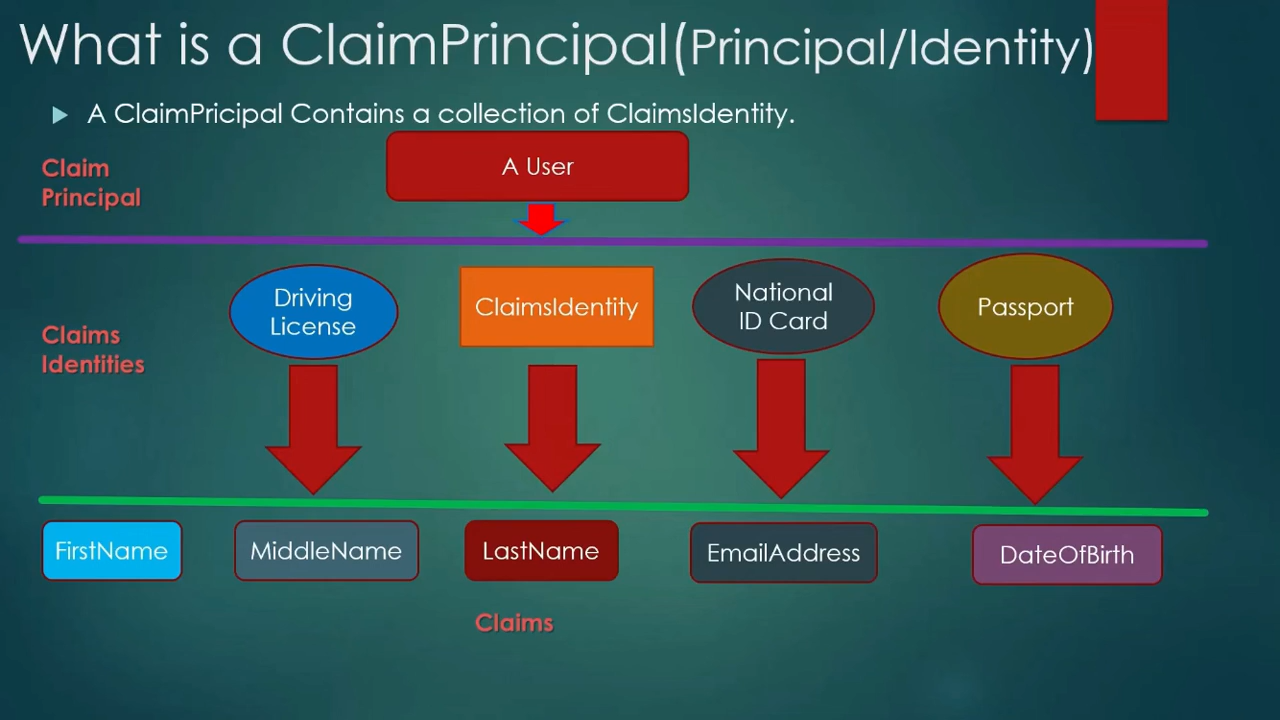 What is a ClaimPrincipal(Principal/Identity)
A ClaimPricipal Contains a collection of ClaimsIdentity.
Claim
Principal
A User
Claims
Identities
Driving
License
ClaimsIdentity
National
ID Card
Passport
FirstName
MiddleName
LastName
EmailAddress
DateOfBirth
Claims